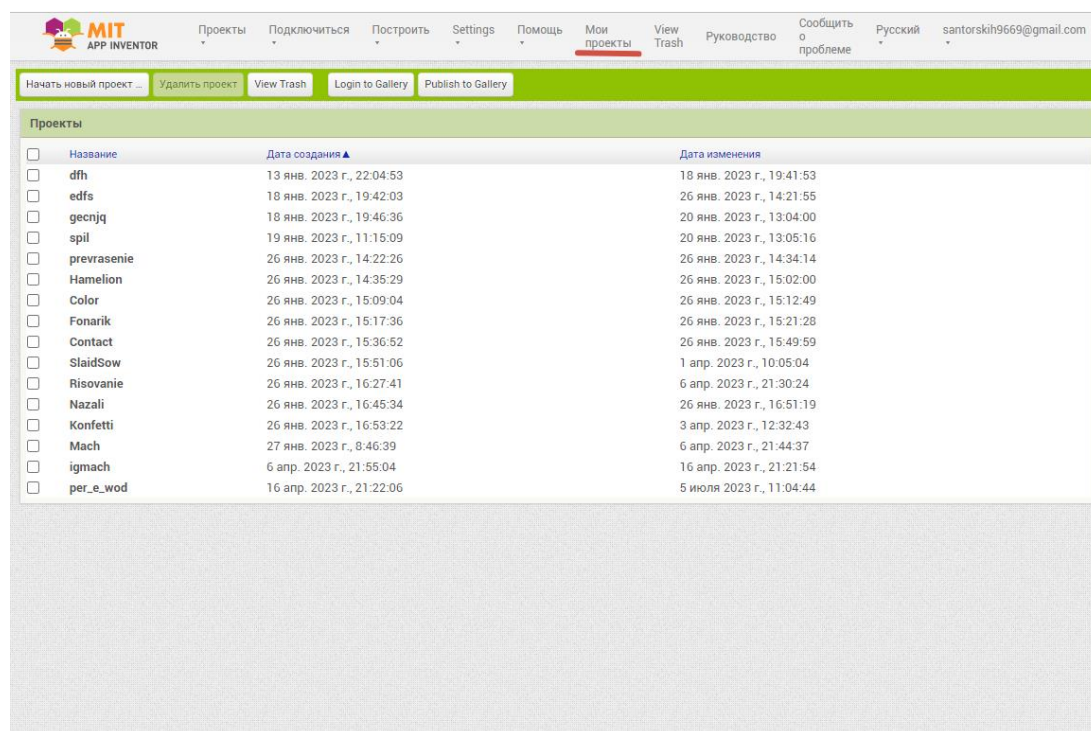 MIT
APP INVENTOR
Проекты
Подключиться
Построить
Settings
Помощь
Мои
проекты
View
Trash
Руководство
Сообщить
о
проблеме
Русский
santorskih9669@gmail.com
Начать новый проект ... Удалить проект View Trash Login to Gallery Publish to Gallery
Проекты
Название Дата создания▲ Дата изменения
dfh 13 янв. 2023 г., 22:04:53 18 янв. 2023 г., 19:41:53
edfs 18 янв. 2023 г., 19:42:03 26 янв. 2023 г., 14:21:55
gecnjq 18 янв. 2023 г., 19:46:36 20 янв. 2023 г., 13:04:00
spil 19 янв. 2023 г., 11:15:09 20 янв. 2023 г., 13:05:16
prevrasenie 26 янв. 2023 г., 14:22:26 26 янв. 2023 г., 14:34:14
Hamelion 26 янв. 2023 г., 14:35:29 26 янв. 2023 г., 15:02:00
Color 26 янв. 2023 г., 15:09:04 26 янв. 2023 г., 15:12:49
Fonarik 26 янв. 2023 г., 15:17:36 26 янв. 2023 г., 15:21:28
Contact 26 янв. 2023 г., 15:36:52 26 янв. 2023 г., 15:49:59
SlaidSow 26 янв. 2023 г., 15:51:06 1 апр. 2023 г., 10:05:04
Risovanie 26 янв. 2023 г., 16:27:41 6 апр. 2023 г., 21:30:24
Nazali 26 янв. 2023 г., 16:45:34 26 янв. 2023 г., 16:51:19
Konfetti 26 янв. 2023 г., 16:53:22 3 апр. 2023 г., 12:32:43
Mach 27 янв. 2023 г., 8:46:39 6 апр. 2023 г., 21:44:37
igmach 6 апр. 2023 г., 21:55:04 16 апр. 2023 г., 21:21:54
per_e_wod 16 апр. 2023 г., 21:22:06 5 июля 2023 г., 11:04:44